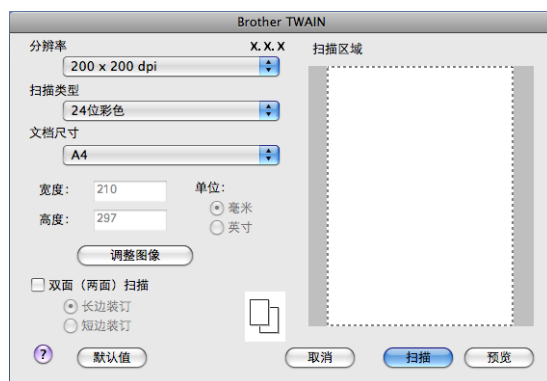 Brother TWAIN
分辨率 X.X.X 扫描区域
200 x 200 dpi
扫描类型
24位彩色
文档尺寸
A4
宽度： 210 单位：
毫米
高度： 297
英寸
调整图像
双面（两面）扫描
长边装订
短边装订
? 默认值 取消 扫描 预览